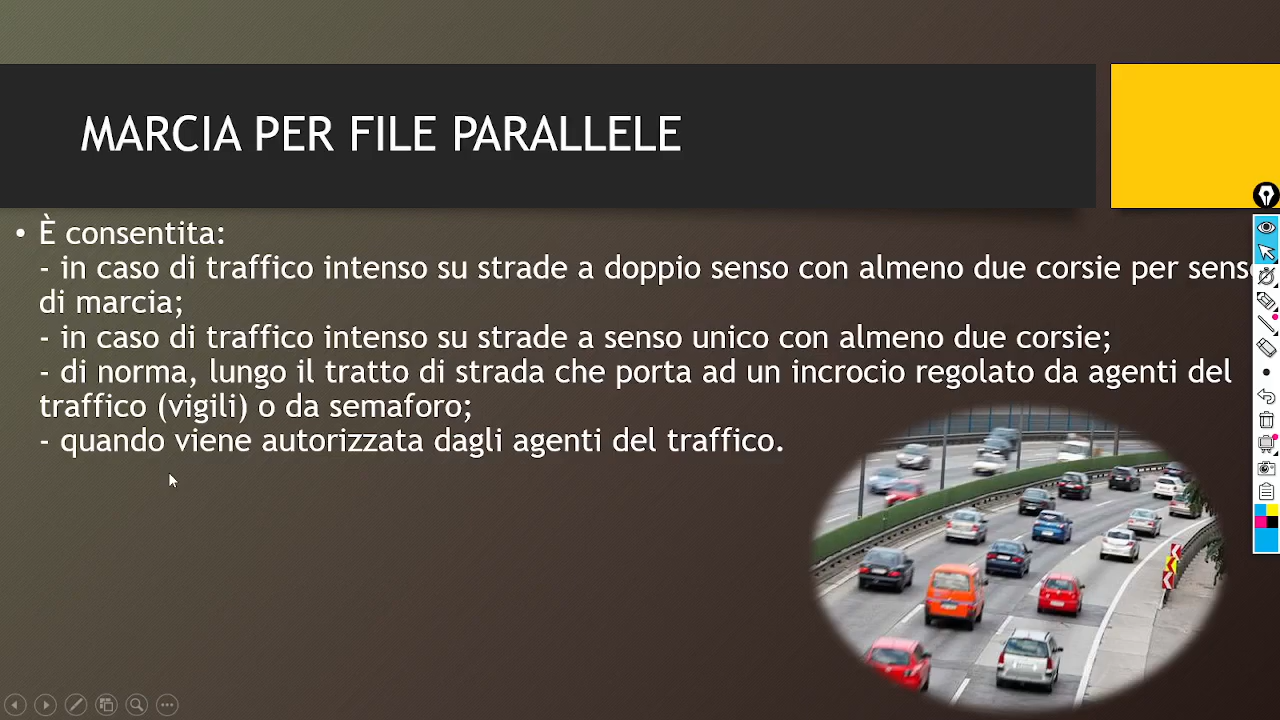 MARCIA PER FILE PARALLELE
• È consentita:
- in caso di traffico intenso su strade a doppio senso con almeno due corsie per senso
di marcia;
- in caso di traffico intenso su strade a senso unico con almeno due corsie;
- di norma, lungo il tratto di strada che porta ad un incrocio regolato da agenti del
traffico (vigili) o da semaforo;
- quando viene autorizzata dagli agenti del traffico.